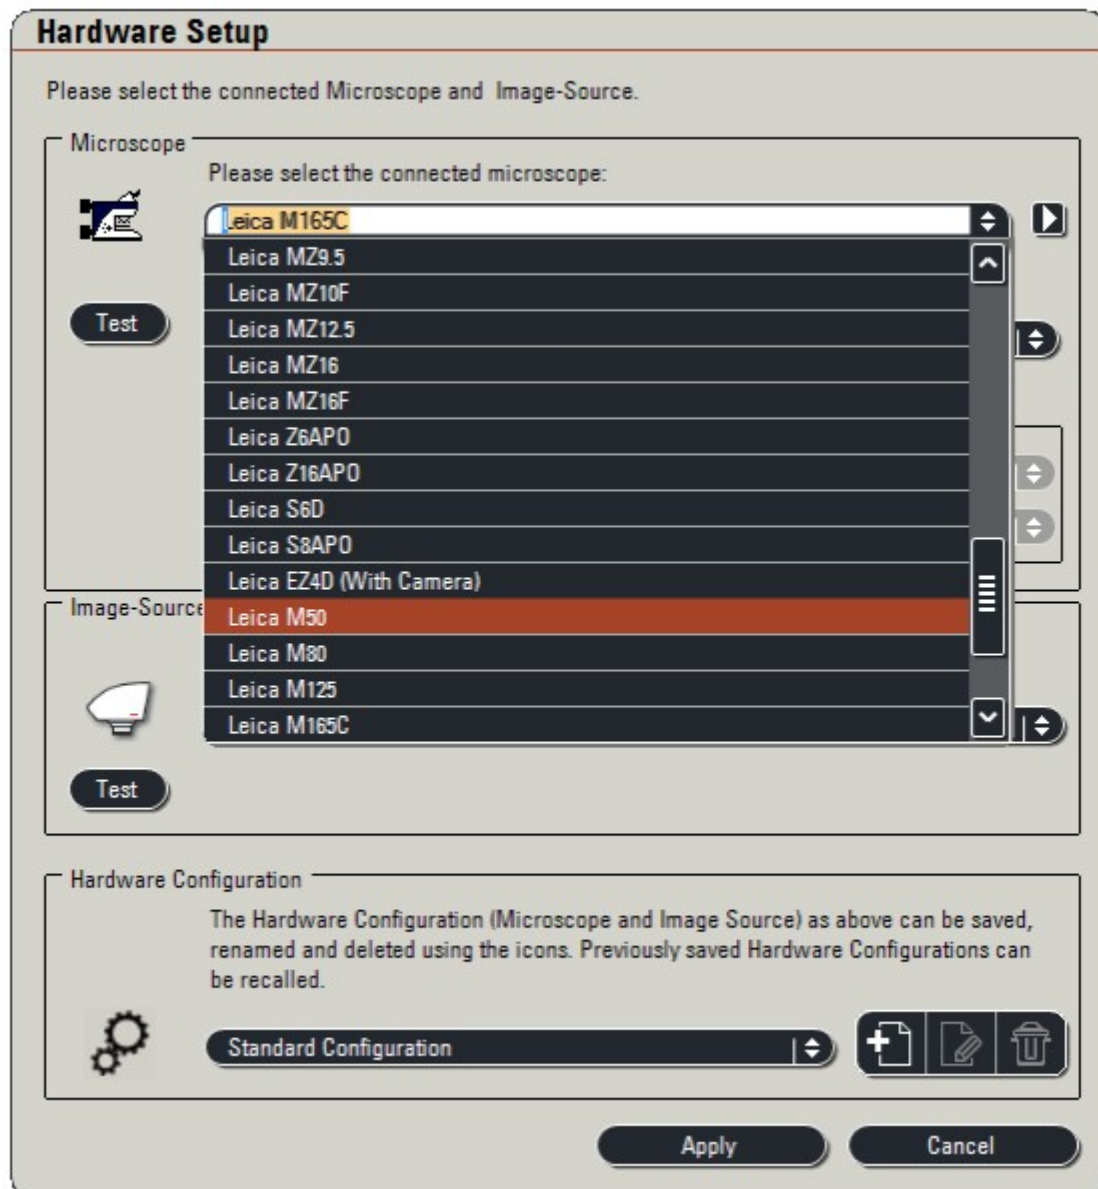 Hardware Setup
Please select the connected Microscope and Image-Source.
Microscope
Please select the connected microscope:
Leica M165C
Leica MZ9.5
Leica MZ10F
Test
Leica MZ12.5
Leica MZ16
Leica MZ16F
Leica Z6APO
Leica Z16APO
Leica S6D
Leica S8APO
Leica EZ4D (With Camera)
Image-Source
Leica M50
Leica M80
Leica M125
Leica M165C
Test
Hardware Configuration
The Hardware Configuration (Microscope and Image Source) as above can be saved,
renamed and deleted using the icons. Previously saved Hardware Configurations can
be recalled.
Standard Configuration
Apply
Cancel